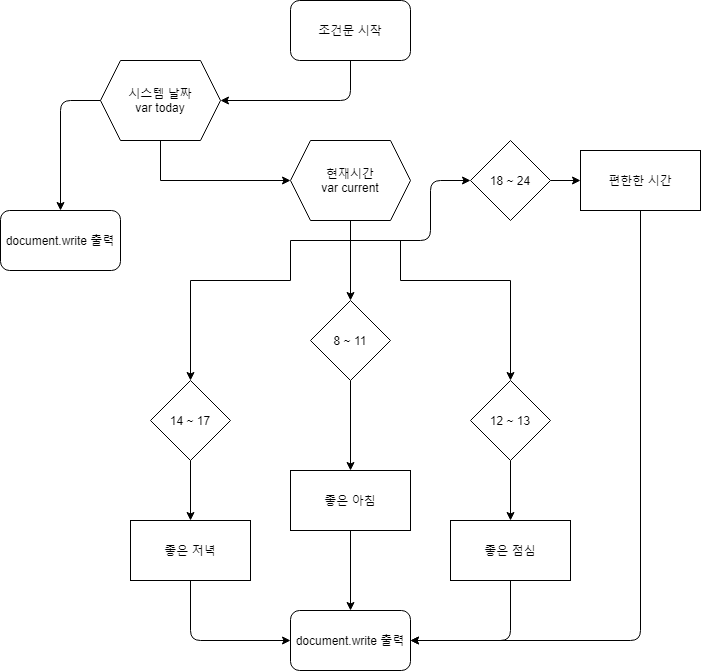 조건문 시작
시스템 날짜
var today
현재시간
var current
18 ~ 24
편한한 시간
document.write 출력
8 ~ 11
14 ~ 17
12 ~ 13
좋은 아침
좋은 저녁
좋은 점심
document.write 출력